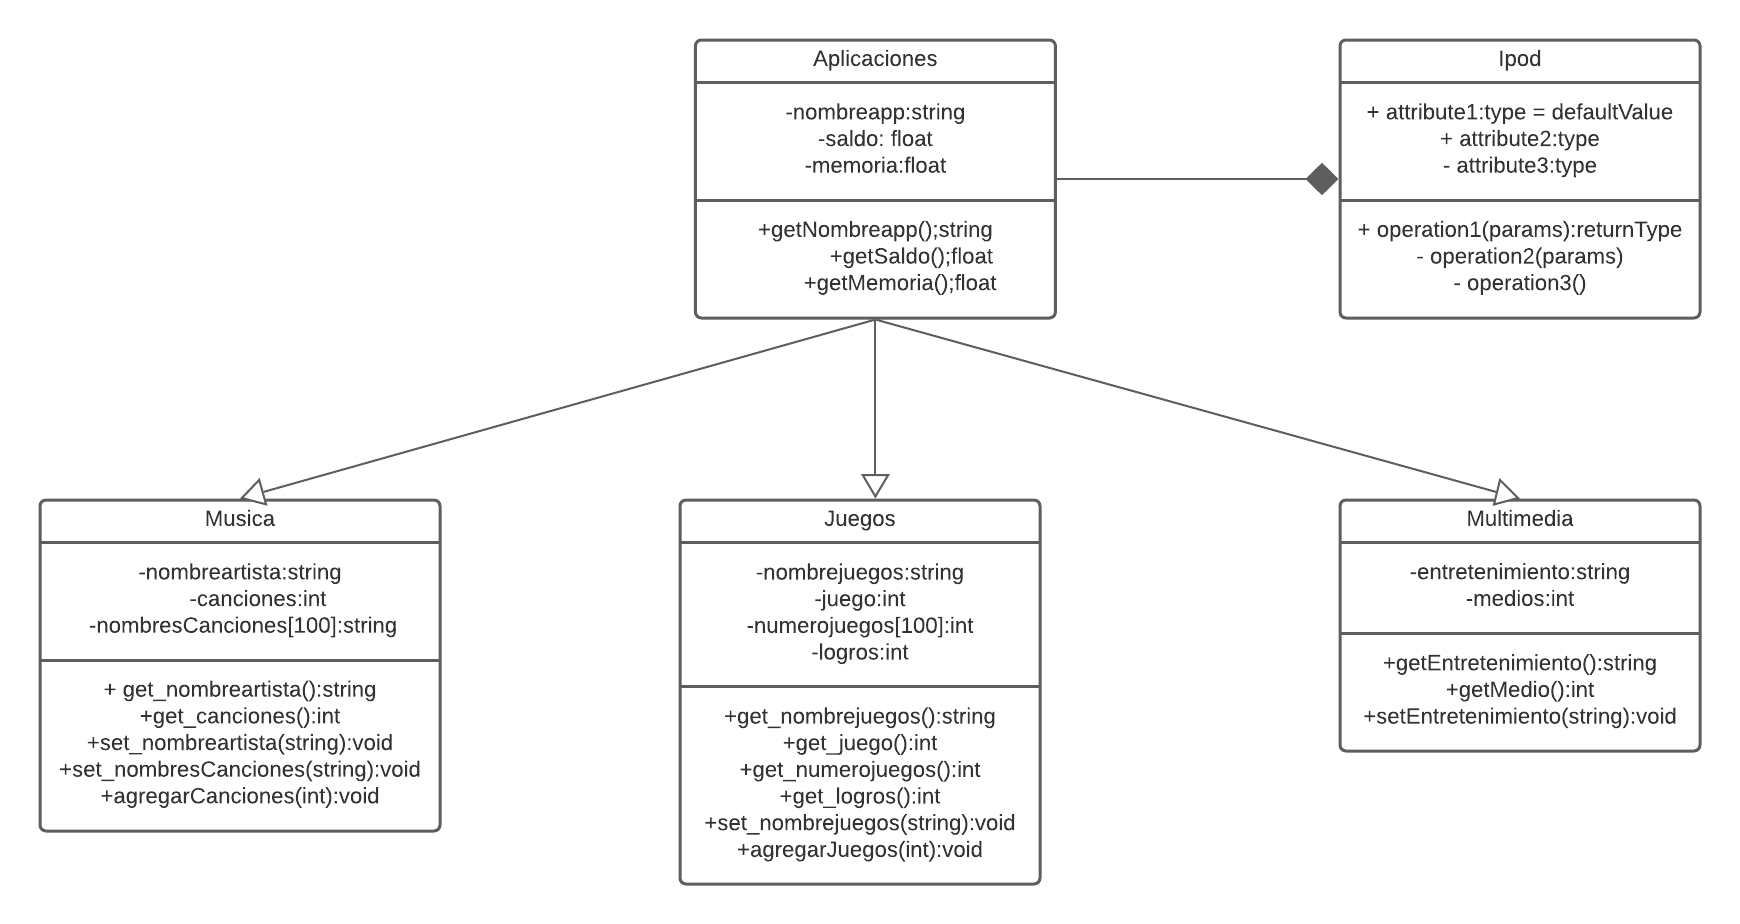 Aplicaciones
-nombreapp:string
-saldo: float
-memoria:float
+getNombreapp();string
+getSaldo();float
+getMemoria();float
Ipod
+ attribute1:type = defaultValue
+ attribute2:type
- attribute3:type
+ operation1(params):returnType
- operation2(params)
- operation3()
Musica
-nombreartista:string
-canciones:int
-nombresCanciones[100]:string
+ get_nombreartista():string
+get_canciones():int
+set_nombreartista(string):void
+set_nombresCanciones(string):void
+agregarCanciones(int):void
Juegos
-nombrejuegos:string
-juego:int
-numerojuegos[100]:int
-logros:int
+get_nombrejuegos():string
+get_juego():int
+get_numerojuegos():int
+get_logros():int
+set_nombrejuegos(string):void
+agregarJuegos(int):void
Multimedia
-entretenimiento:string
-medios:int
+getEntretenimiento():string
+getMedio():int
+setEntretenimiento(string):void